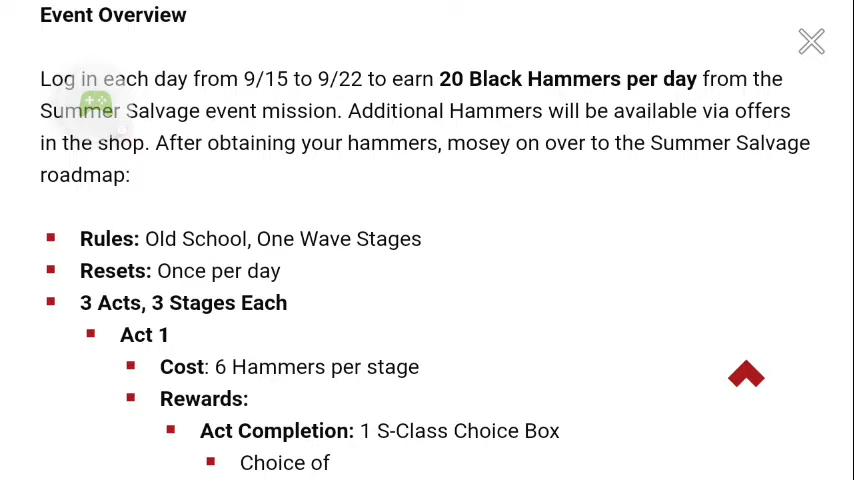 Event Overview
Log in each day from 9/15 to 9/22 to earn 20 Black Hammers per day from the
Summer Salvage event mission. Additional Hammers will be available via offers
in the shop. After obtaining your hammers, mosey on over to the Summer Salvage
roadmap:
Rules: Old School, One Wave Stages
Resets: Once per day
3 Acts, 3 Stages Each
Act 1
Cost: 6 Hammers per stage
Rewards:
Act Completion: 1 S-Class Choice Box
Choice of